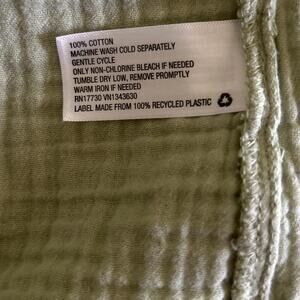 100% COTTON
MACHINE WASH COLD SEPARATELY
GENTLE CYCLE
ONLY NON-CHLORINE BLEACH IF NEEDED
TUMBLE DRY LOW, REMOVE PROMPTLY
WARM IRON IF NEEDED
RN17730 VN1343630
LABEL MADE FROM 100% RECYCLED PLASTIC